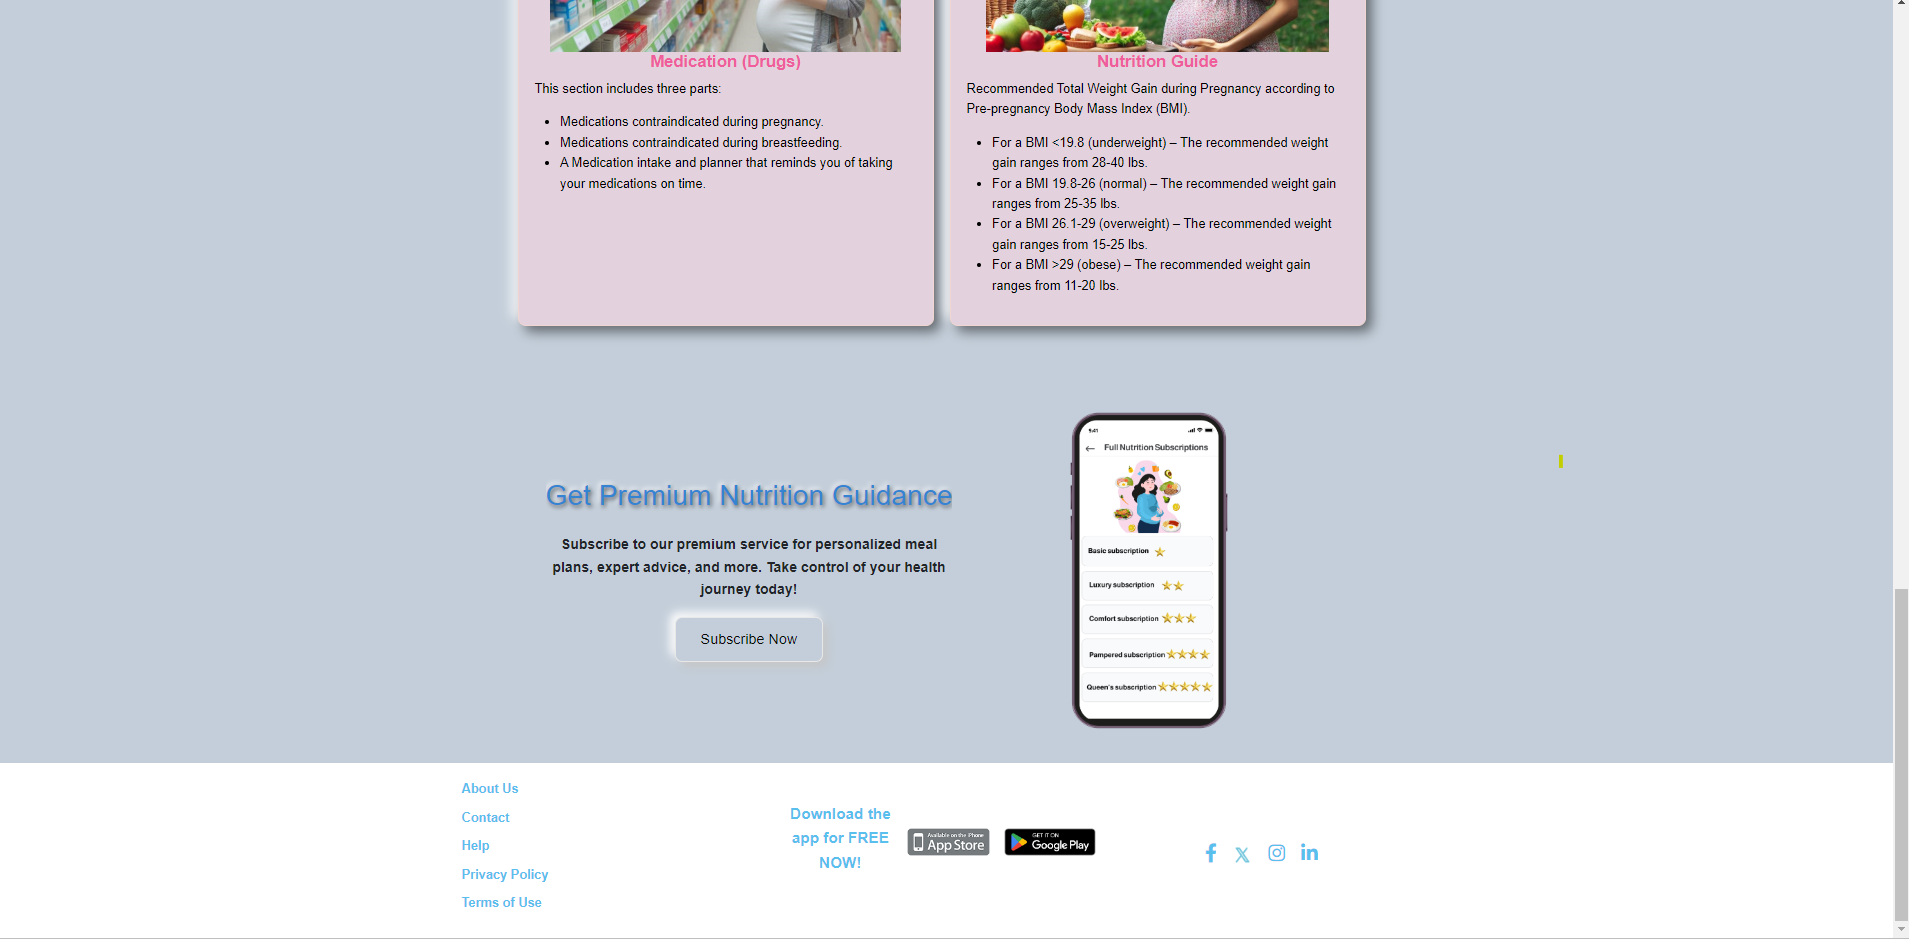 Medication (Drugs)
This section includes three parts:
Medications contraindicated during pregnancy.
Medications contraindicated during breastfeeding.
A Medication intake and planner that reminds you of taking
your medications on time.
Nutrition Guide
Recommended Total Weight Gain during Pregnancy according to
Pre-pregnancy Body Mass Index (BMI).
For a BMI <19.8 (underweight) – The recommended weight
gain ranges from 28-40 lbs.
For a BMI 19.8-26 (normal) – The recommended weight gain
ranges from 25-35 lbs.
For a BMI 26.1-29 (overweight) – The recommended weight
gain ranges from 15-25 lbs.
For a BMI >29 (obese) – The recommended weight gain
ranges from 11-20 lbs.
Get Premium Nutrition Guidance
Subscribe to our premium service for personalized meal
plans, expert advice, and more. Take control of your health
journey today!
Subscribe Now
9:41
Full Nutrition Subscriptions
Basic subscription
Luxury subscription
Comfort subscription
Pampered subscription
Queen's subscription
About Us
Contact
Help
Privacy Policy
Terms of Use
Download the
app for FREE
NOW!
Available on the iPhone
App Store
GET IT ON
Google Play